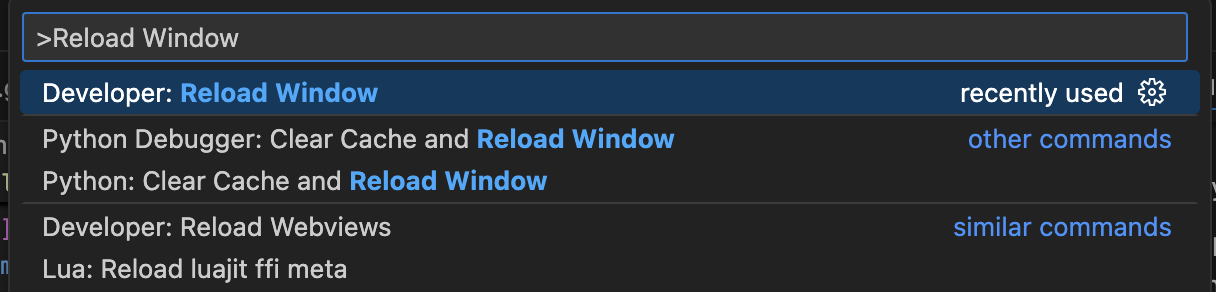 >Reload Window
Developer: Reload Window recently used
Python Debugger: Clear Cache and Reload Window other commands
Python: Clear Cache and Reload Window
Developer: Reload Webviews similar commands
Lua: Reload luajit ffi meta